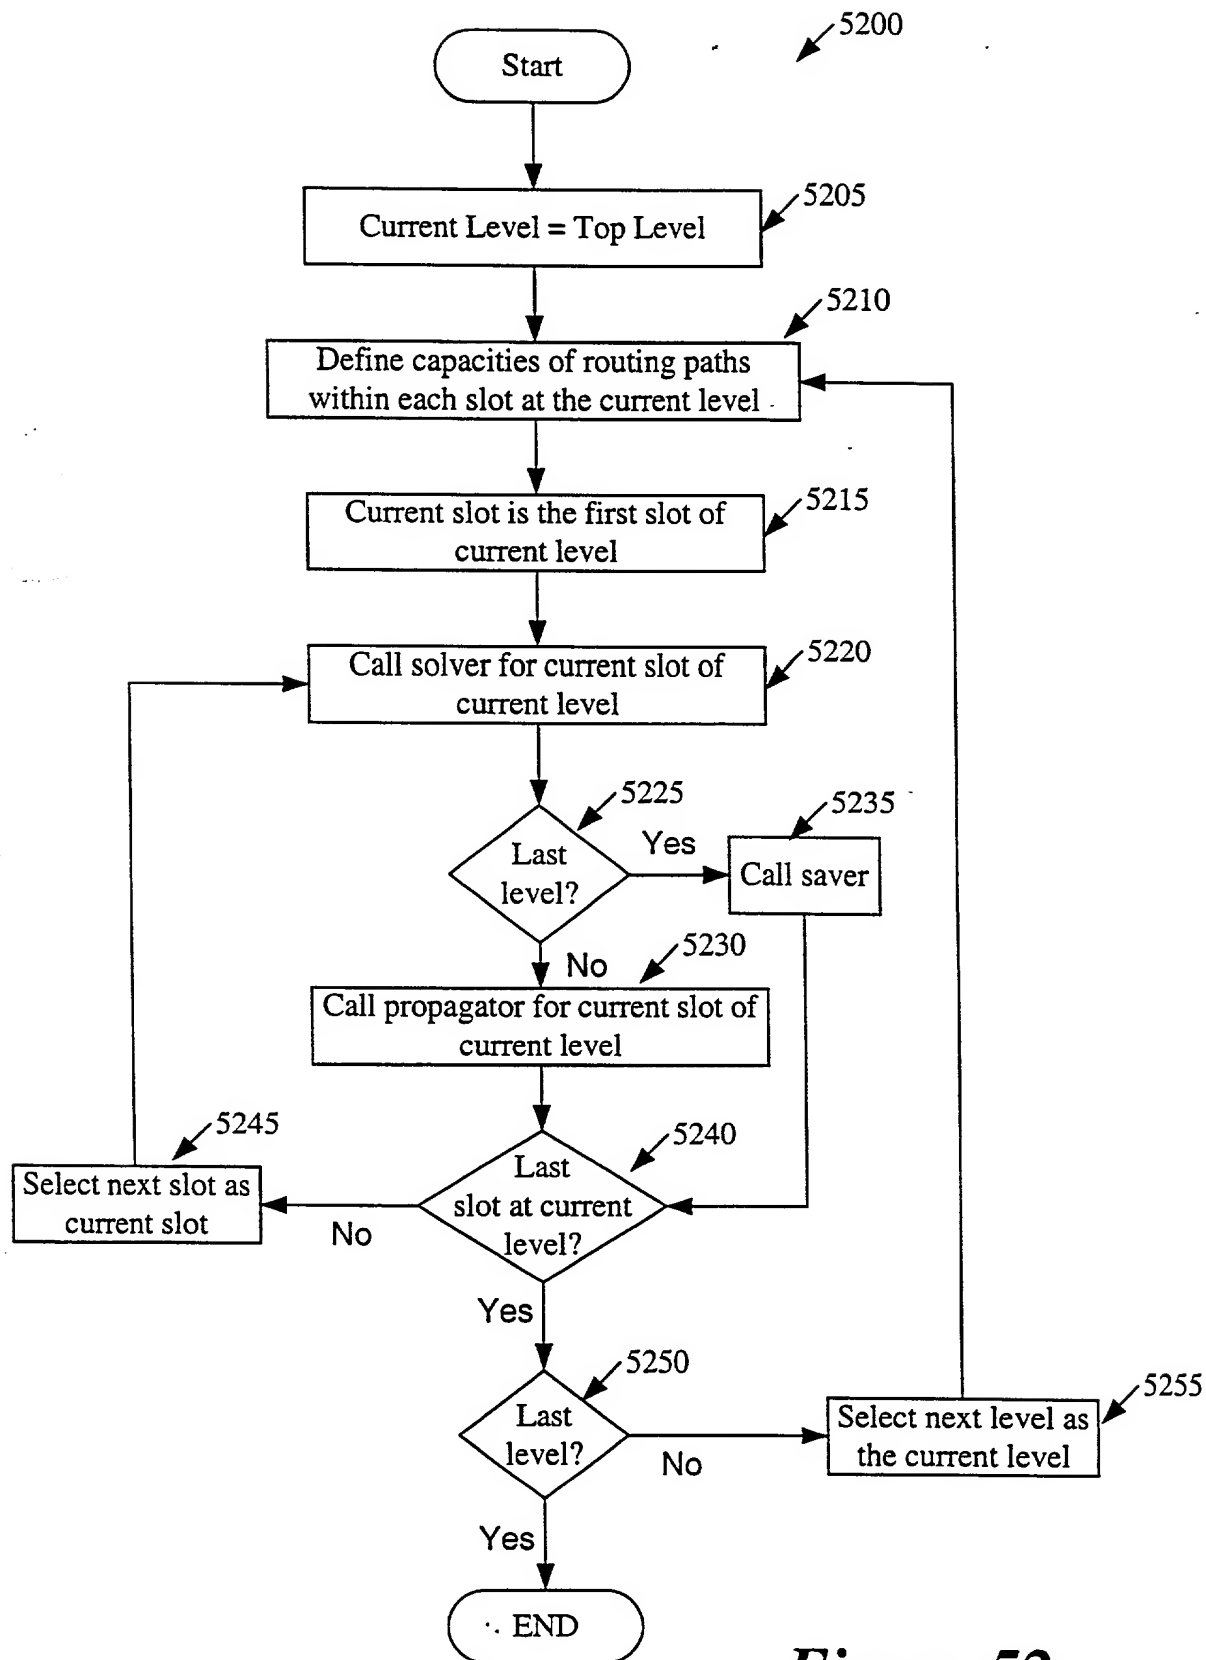 5200
Start
5205
Current Level = Top Level
5210
Define capacities of routing paths
within each slot at the current level
5215
Current slot is the first slot of
current level
5220
Call solver for current slot of
current level
5225
5235
Last
level?
Yes
Call saver
5230
No
Call propagator for current slot of
current level
5245
5240
Select next slot as
current slot
Last
slot at current
level?
No
Yes
5250
5255
Last
level?
No
Select next level as
the current level
Yes
END
Figure 52